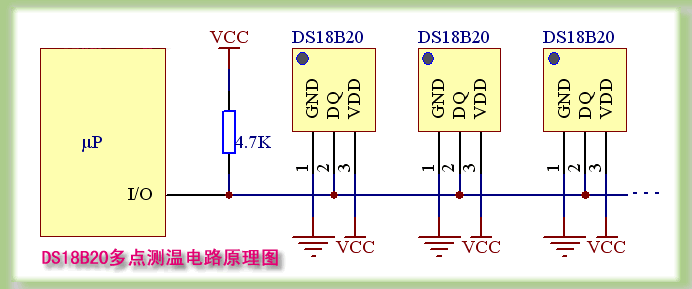 VCC
DS18B20
DS18B20
DS18B20
GND
DQ
VDD
GND
DQ
VDD
GND
DQ
VDD
μP
4.7K
1
2
3
1
2
3
1
2
3
I/O
VCC
VCC
VCC
DS18B20多点测温电路原理图